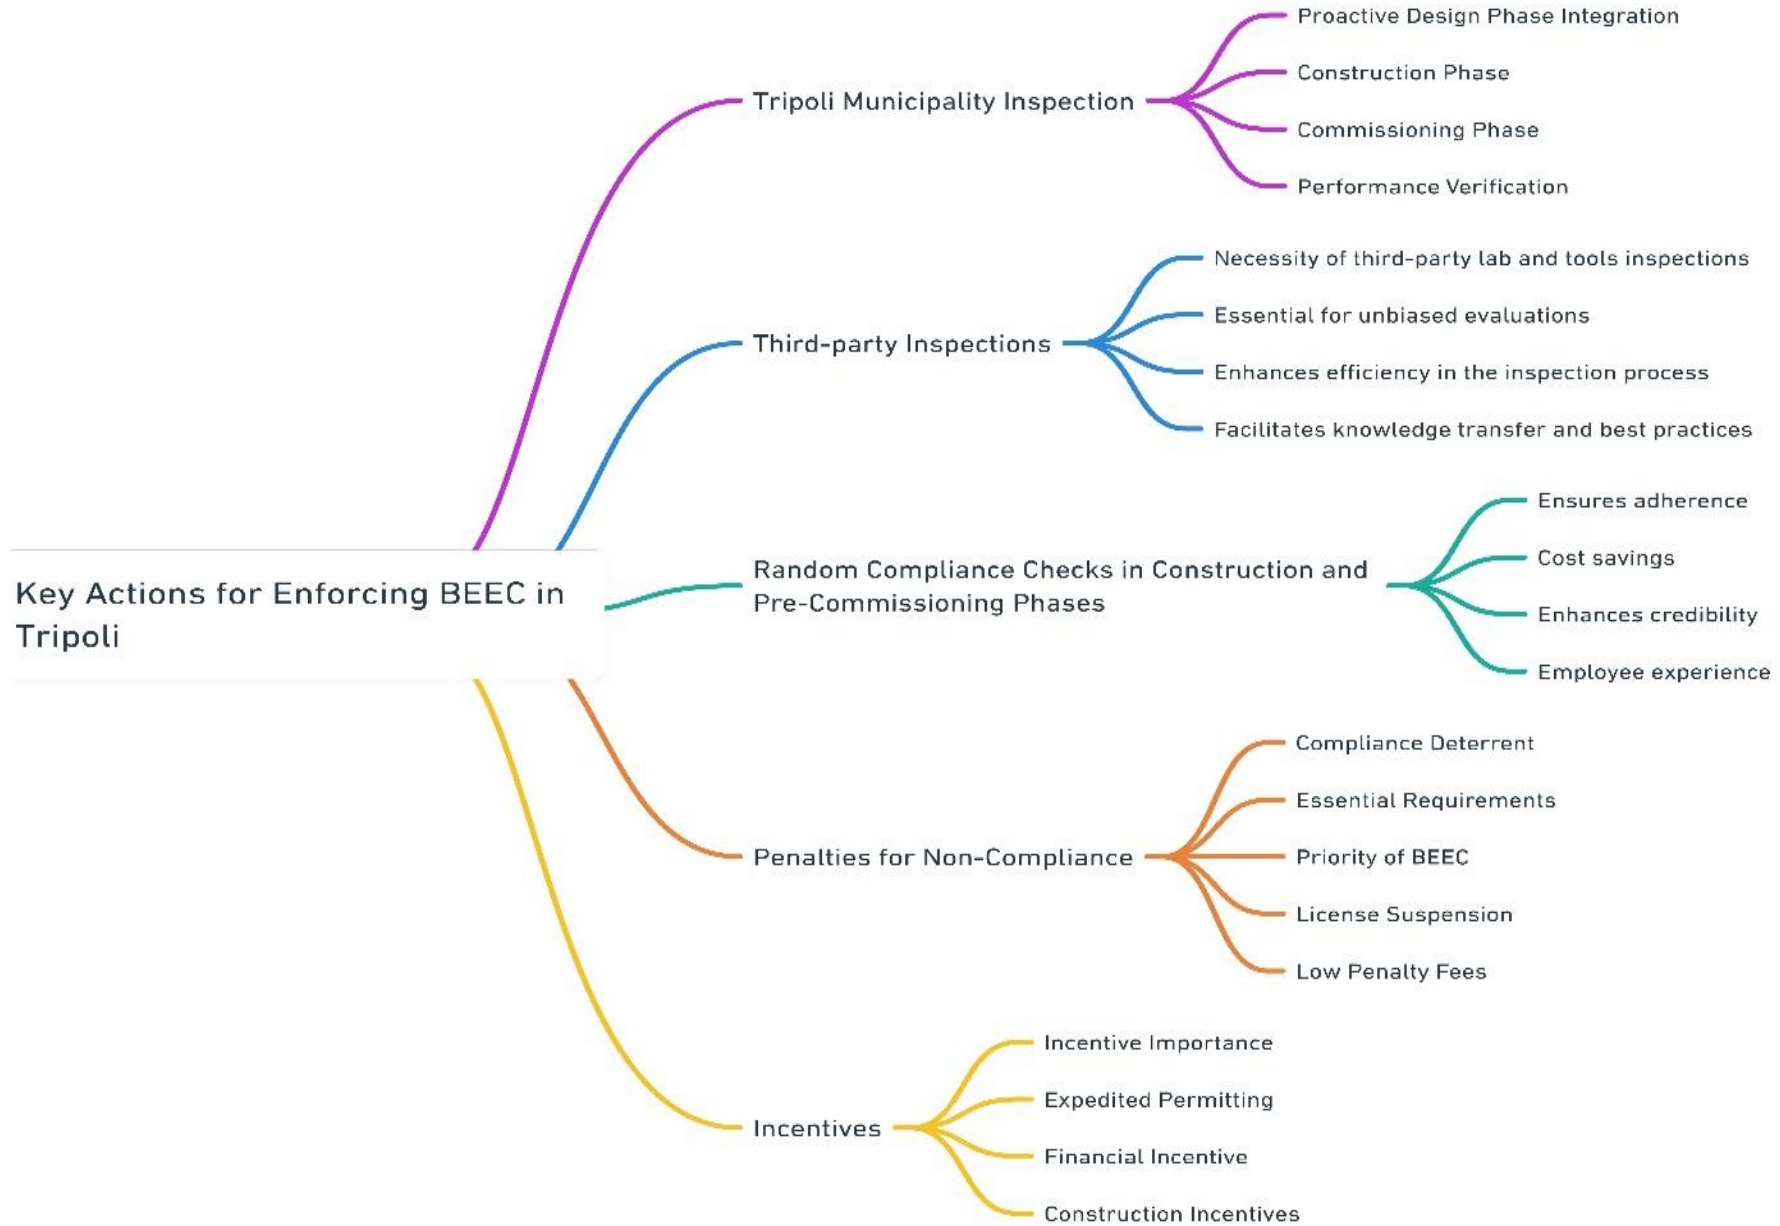 Key Actions for Enforcing BEEC in
Tripoli
Tripoli Municipality Inspection
Proactive Design Phase Integration
Construction Phase
Commissioning Phase
Performance Verification
Third-party Inspections
Necessity of third-party lab and tools inspections
Essential for unbiased evaluations
Enhances efficiency in the inspection process
Facilitates knowledge transfer and best practices
Random Compliance Checks in Construction and
Pre-Commissioning Phases
Ensures adherence
Cost savings
Enhances credibility
Employee experience
Penalties for Non-Compliance
Compliance Deterrent
Essential Requirements
Priority of BEEC
License Suspension
Low Penalty Fees
Incentives
Incentive Importance
Expedited Permitting
Financial Incentive
Construction Incentives